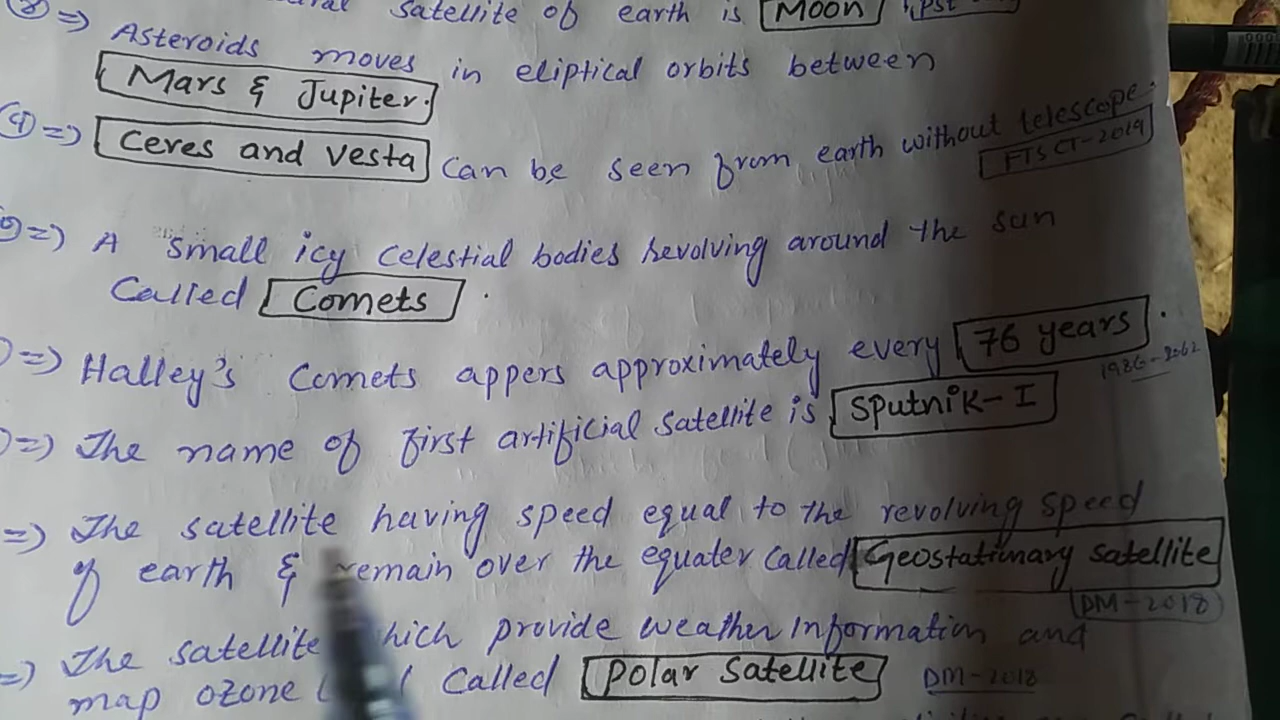 satellite of earth is Moon
Asteroids moves in eliptical orbits between
Mars & Jupiter.
=) Ceres and Vesta can be seen from earth without telescope.
FTSCT-2019
=) A small icy celestial bodies revolving around the sun
Called Comets.
=) Halley's Comets appers approximately every 76 years.
1986-2062
=) The name of first artificial satellite is Sputnik-I
=) The satellite having speed equal to the revolving speed
of earth & remain over the equater called Geostationary satellite
DM-2018
=) The satellite which provide weather information and
map ozone called Polar Satellite DM-2018